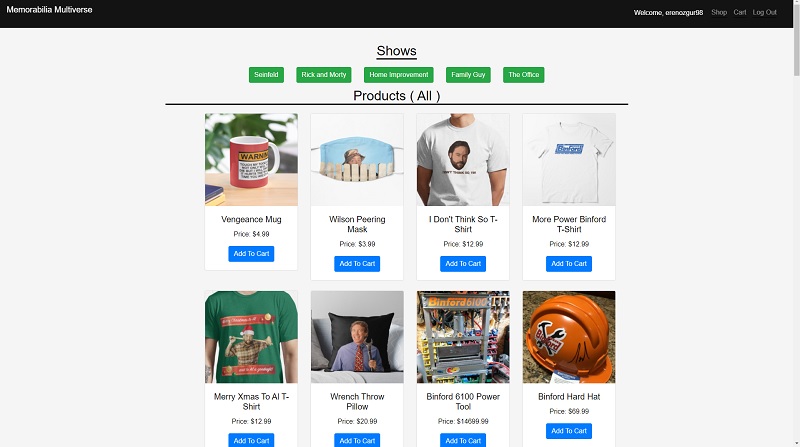 Memorabilia Multiverse
Welcome, erenozgur98 Shop Cart Log Out
Shows
Seinfeld Rick and Morty Home Improvement Family Guy The Office
Products ( All )
WARNING
I DON'T THINK SO, TIM
Binford
Vengeance Mug
Price: $4.99
Add To Cart
Wilson Peering
Mask
Price: $3.99
Add To Cart
I Don't Think So T-
Shirt
Price: $12.99
Add To Cart
More Power Binford
T-Shirt
Price: $12.99
Add To Cart
Binford 6100
Merry Xmas To Al T-
Shirt
Price: $12.99
Add To Cart
Wrench Throw
Pillow
Price: $20.99
Add To Cart
Binford 6100 Power
Tool
Price: $14699.99
Add To Cart
Binford Hard Hat
Price: $69.99
Add To Cart